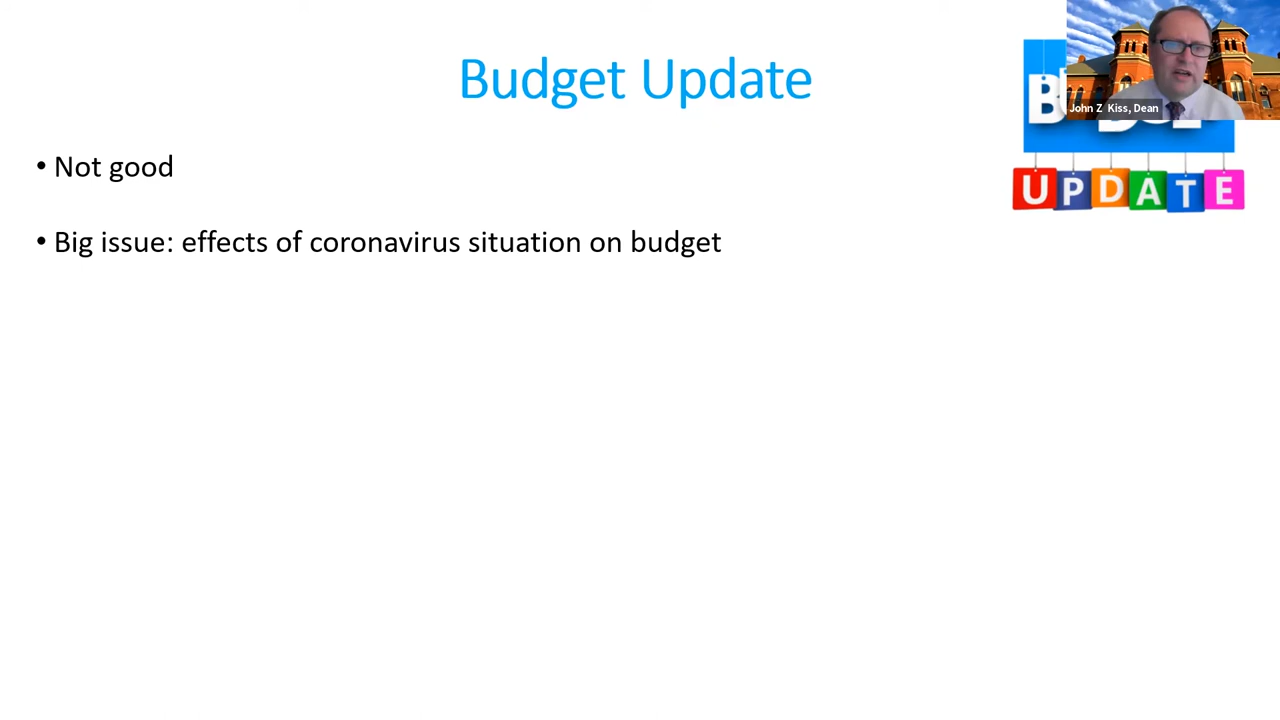 Budget Update
• Not good
• Big issue: effects of coronavirus situation on budget
John Z Kiss, Dean
UPDATE